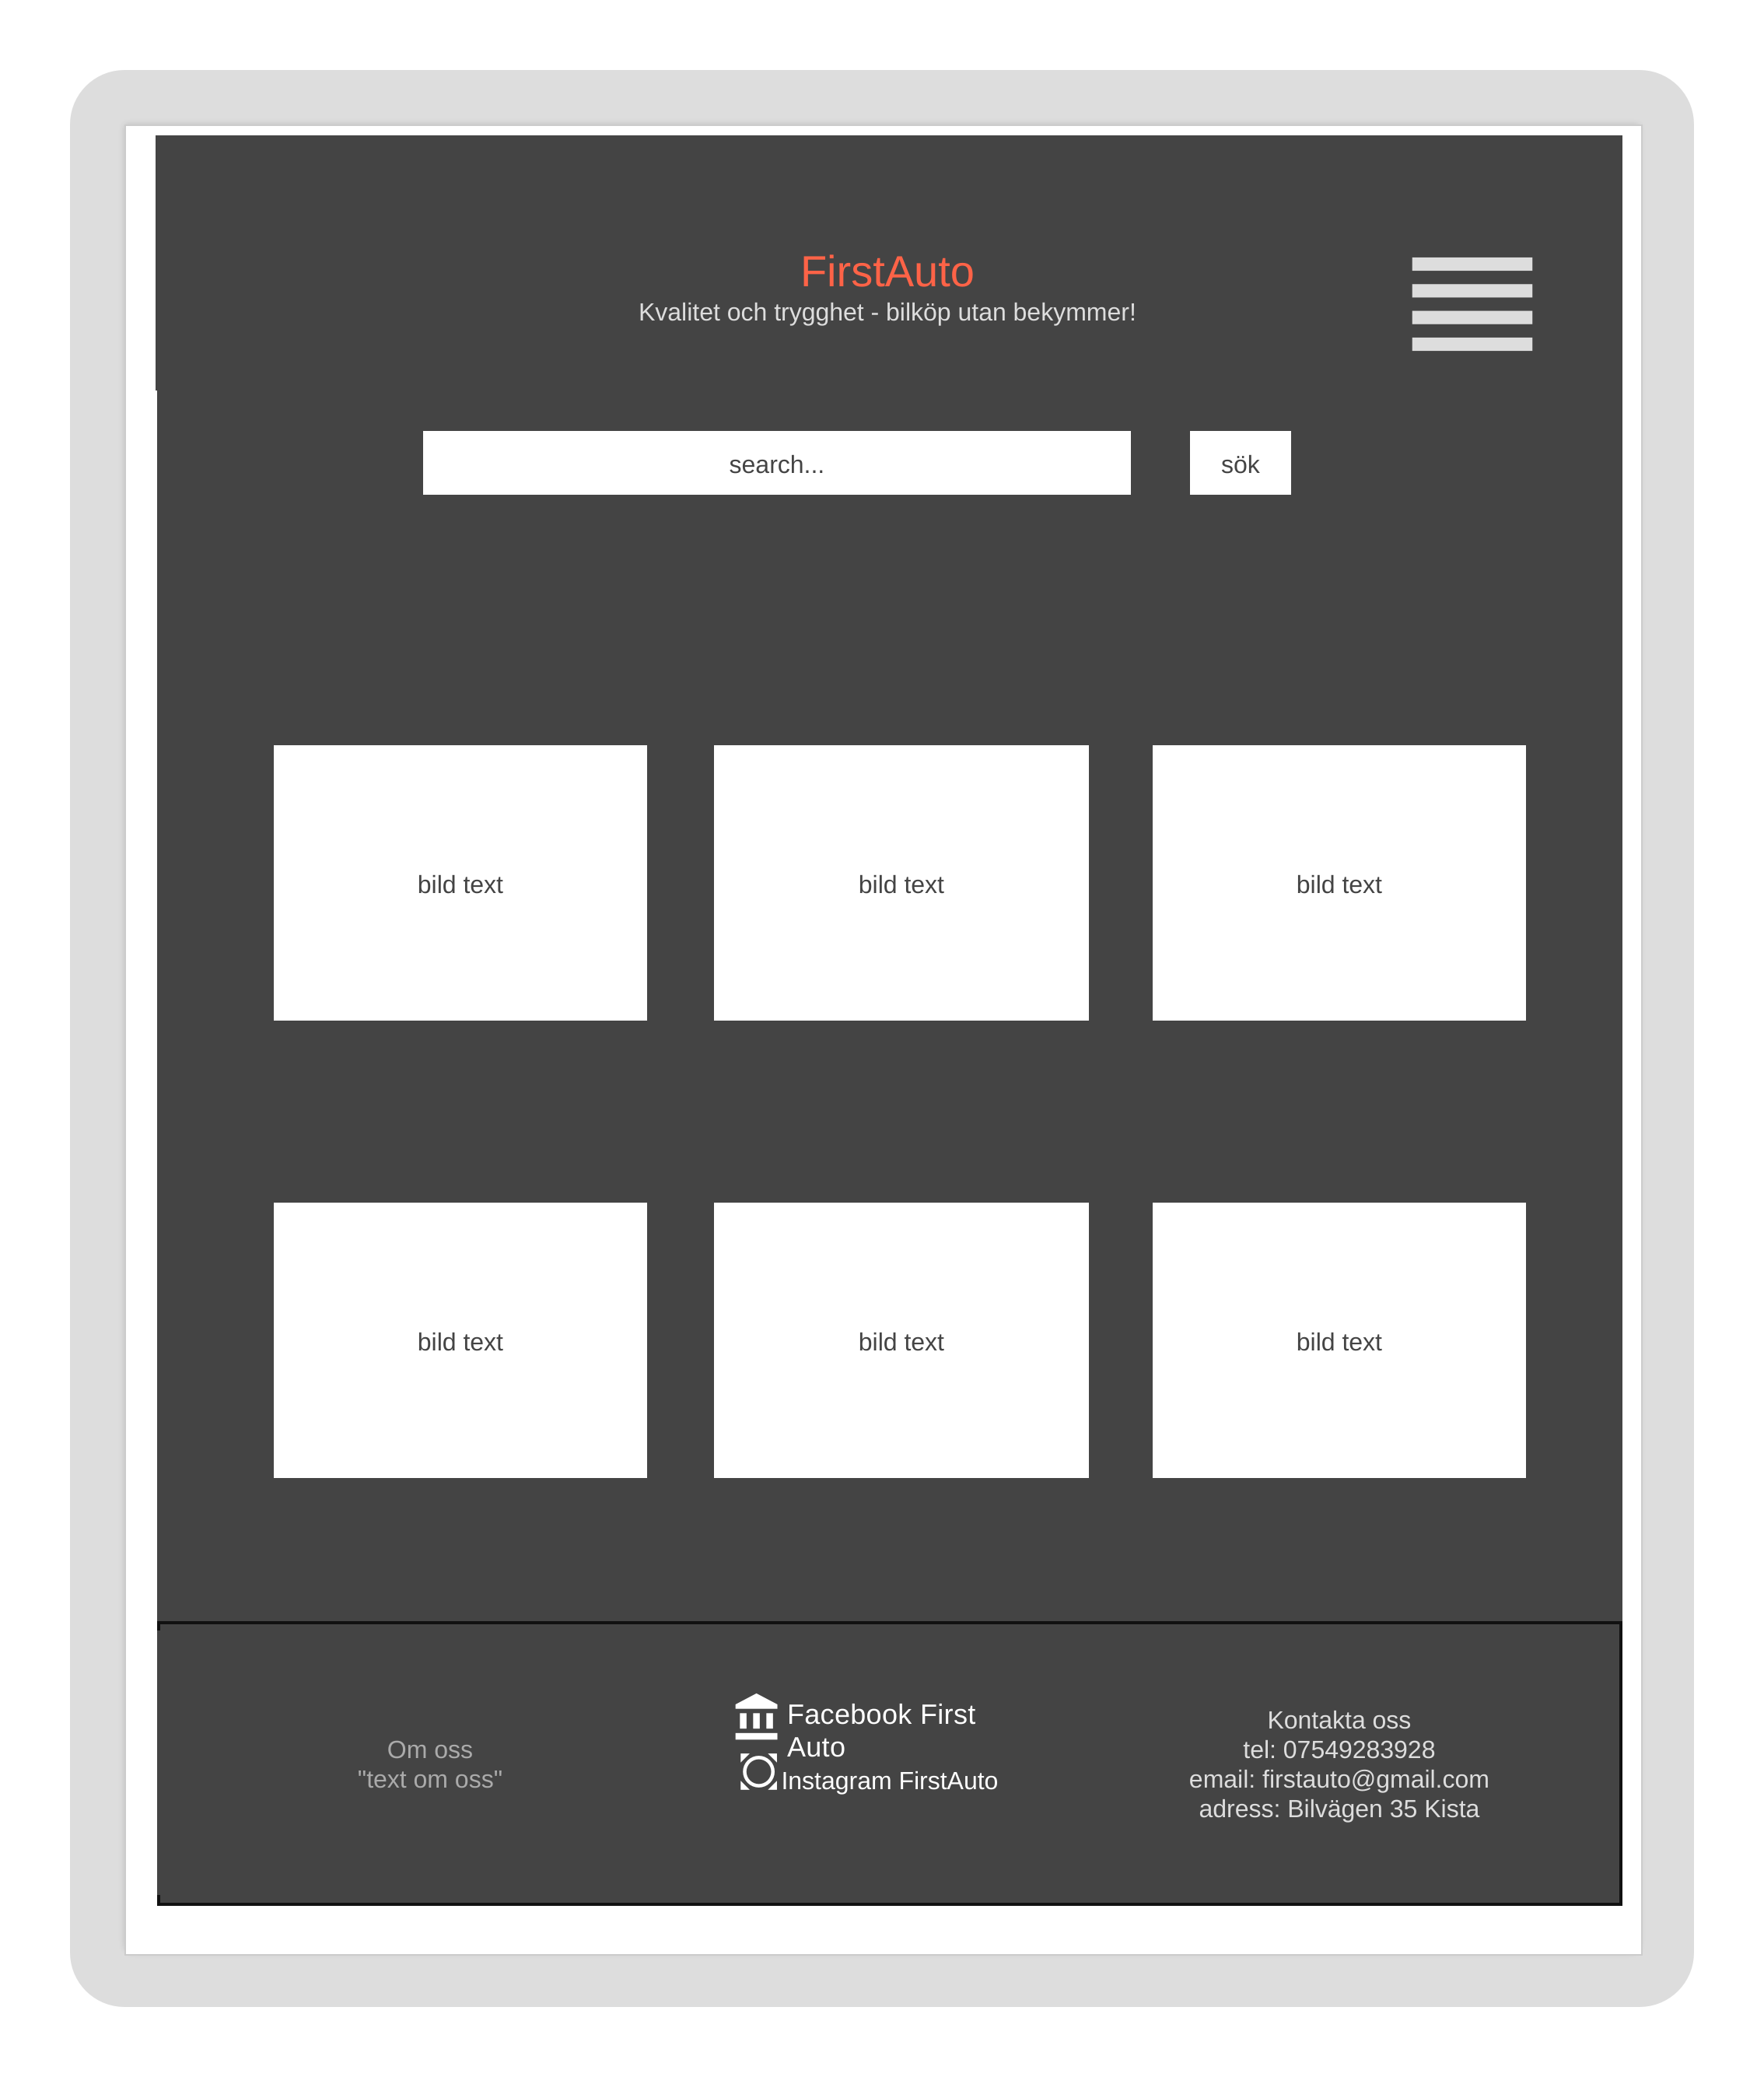 FirstAuto
Kvalitet och trygghet - bilköp utan bekymmer!
search...
sök
bild text
bild text
bild text
bild text
bild text
bild text
Om oss
"text om oss"
Facebook First
Auto
Instagram FirstAuto
Kontakta oss
tel: 07549283928
email: firstauto@gmail.com
adress: Bilvägen 35 Kista